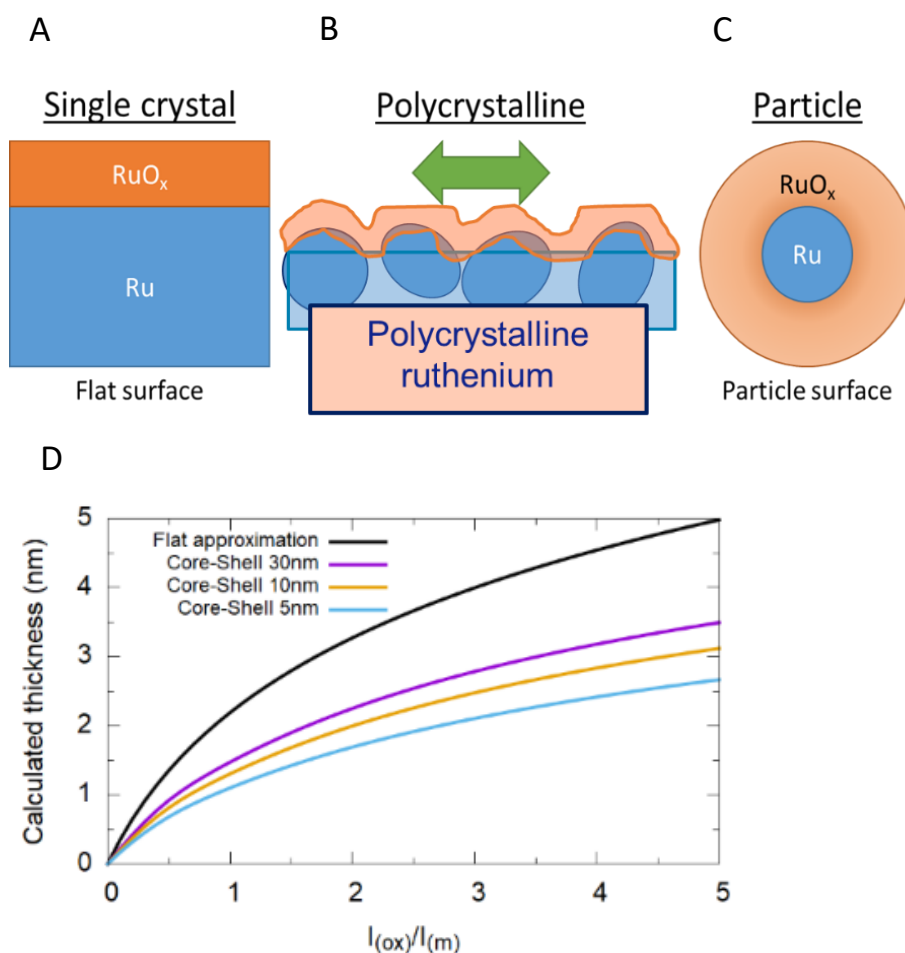 A
B
C
Single crystal
Polycrystalline
Particle
RuOₓ
Ru
Flat surface
Polycrystalline
ruthenium
RuOₓ
Ru
Particle surface
D
Calculated thickness (nm)
5
4
3
2
1
0
Flat approximation
Core-Shell 30nm
Core-Shell 10nm
Core-Shell 5nm
0 1 2 3 4 5
I(ox)/I(m)